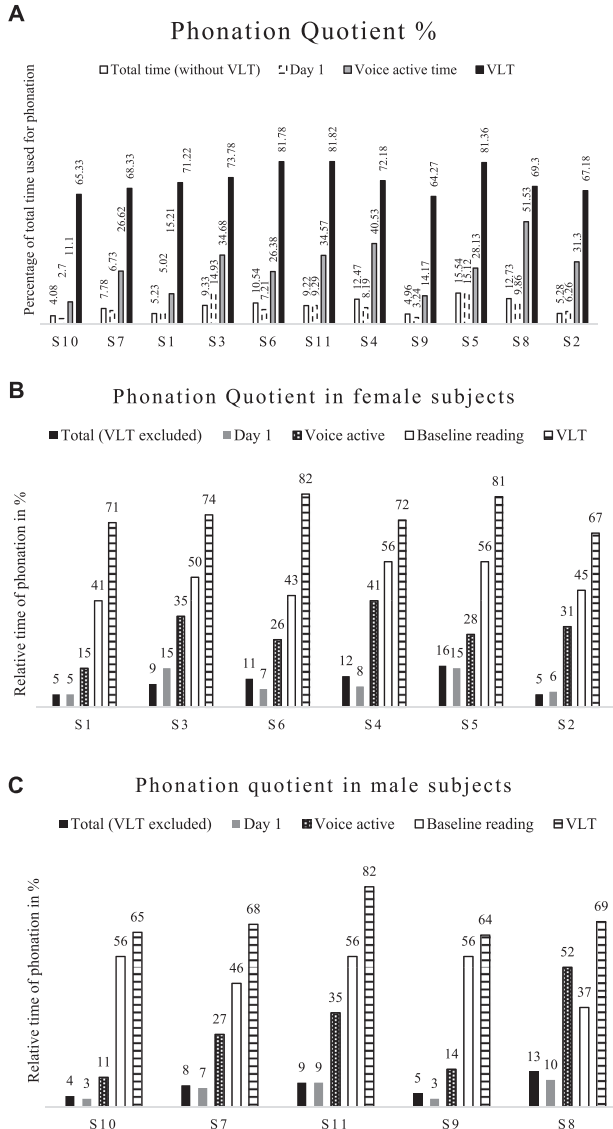 A
Phonation Quotient %
Total time (without VLT) Day 1 Voice active time VLT
Percentage of total time used for phonation
4.08 2.7 11.1 65.33
7.78 6.73 26.62 68.33
5.23 5.02 15.21 71.22
9.33 14.93 34.68 73.78
10.54 7.21 26.38 81.78
9.22 9.29 34.57 81.82
12.47 8.19 40.53 72.18
4.96 3.24 14.17 64.27
15.54 15.12 28.13 81.36
12.73 9.86 51.53 69.3
5.28 6.26 31.3 67.18
S10 S7 S1 S3 S6 S11 S4 S9 S5 S8 S2
B
Phonation Quotient in female subjects
Total (VLT excluded) Day 1 Voice active Baseline reading VLT
Relative time of phonation in %
5 5 15 41 71
9 15 35 50 74
11 7 26 43 82
12 8 41 56 72
16 15 28 56 81
5 6 31 45 67
S1 S3 S6 S4 S5 S2
C
Phonation quotient in male subjects
Total (VLT excluded) Day 1 Voice active Baseline reading VLT
Relative time of phonation in %
4 3 11 56 65
8 7 27 46 68
9 9 35 56 82
5 3 14 56 64
13 10 52 37 69
S10 S7 S11 S9 S8